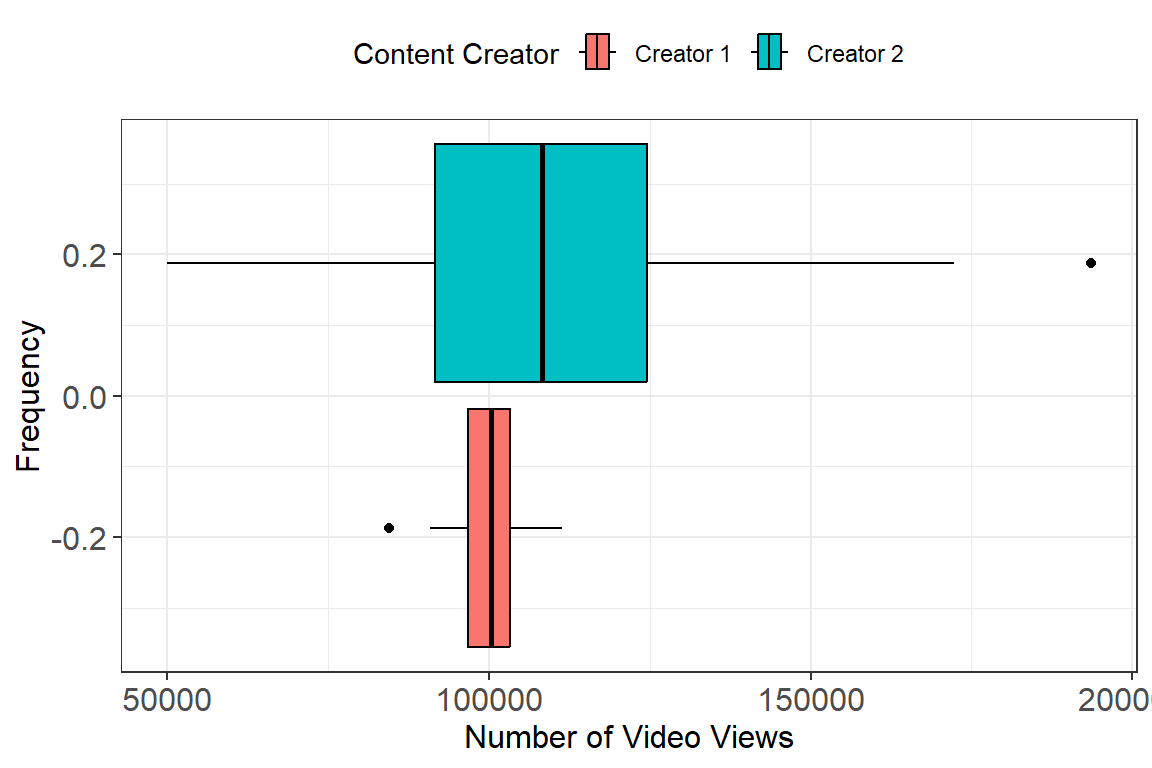 Content Creator Creator 1 Creator 2
Frequency
0.2
0.0
-0.2
50000 100000 150000 20000
Number of Video Views